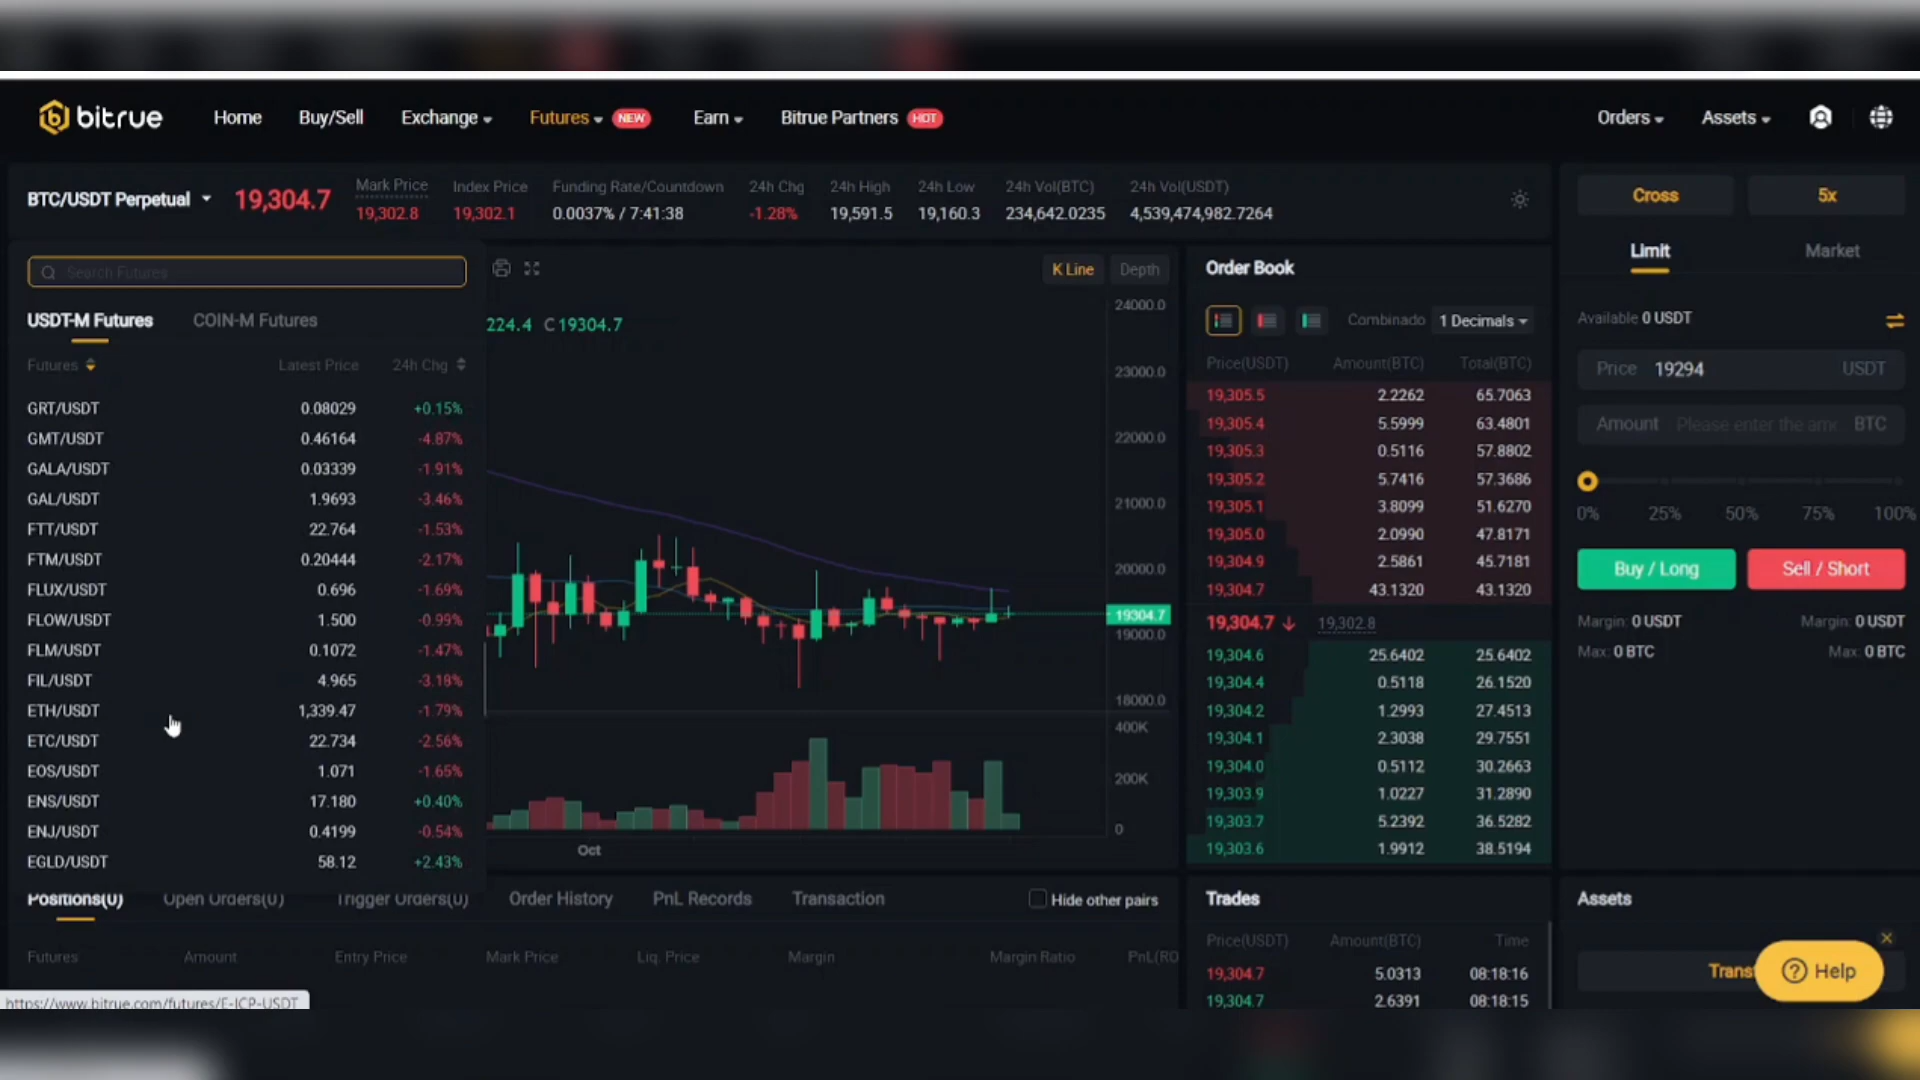 bitrue
Home Buy/Sell Exchange Futures NEW Earn Bitrue Partners HOT Orders Assets
BTC/USDT Perpetual 19,304.7
Mark Price Index Price Funding Rate/Countdown 24h Chg 24h High 24h Low 24h Vol(BTC) 24h Vol(USDT)
19,302.8 19,302.1 0.0037% / 7:41:38 -1.28% 19,591.5 19,160.3 234,642.0235 4,539,474,982.7264
Search Futures
USDT-M Futures COIN-M Futures
Futures Latest Price 24h Chg
GRT/USDT 0.08029 +0.15%
GMT/USDT 0.46164 -4.87%
GALA/USDT 0.03339 -1.91%
GAL/USDT 1.9693 -3.46%
FTT/USDT 22.764 -1.53%
FTM/USDT 0.20444 -2.17%
FLUX/USDT 0.696 -1.69%
FLOW/USDT 1.500 -0.99%
FLM/USDT 0.1072 -1.47%
FIL/USDT 4.965 -3.18%
ETH/USDT 1,339.47 -1.79%
ETC/USDT 22.734 -2.56%
EOS/USDT 1.071 -1.65%
ENS/USDT 17.180 +0.40%
ENJ/USDT 0.4199 -0.54%
EGLD/USDT 58.12 +2.43%
K Line Depth
224.4 C 19304.7
24000.0
23000.0
22000.0
21000.0
20000.0
19304.7
19000.0
18000.0
400K
200K
0
Oct
Order Book
Combinado 1 Decimals
Price(USDT) Amount(BTC) Total(BTC)
19,305.5 2.2262 65.7063
19,305.4 5.5999 63.4801
19,305.3 0.5116 57.8802
19,305.2 5.7416 57.3686
19,305.1 3.8099 51.6270
19,305.0 2.0990 47.8171
19,304.9 2.5861 45.7181
19,304.7 43.1320 43.1320
19,304.7 ↓ 19,302.8
19,304.6 25.6402 25.6402
19,304.4 0.5118 26.1520
19,304.2 1.2993 27.4513
19,304.1 2.3038 29.7551
19,304.0 0.5112 30.2663
19,303.9 1.0227 31.2890
19,303.7 5.2392 36.5282
19,303.6 1.9912 38.5194
Cross 5x
Limit Market
Available 0 USDT
Price 19294 USDT
Amount Please enter the amo BTC
0% 25% 50% 75% 100%
Buy / Long Sell / Short
Margin: 0 USDT Margin: 0 USDT
Max: 0 BTC Max: 0 BTC
Positions(0) Open Orders(0) Trigger Orders(0) Order History PnL Records Transaction Hide other pairs
Futures Amount Entry Price Mark Price Liq. Price Margin Margin Ratio PnL(RO
Trades
Price(USDT) Amount(BTC) Time
19,304.7 5.0313 08:18:16
19,304.7 2.6391 08:18:15
Assets
Trans
Help
https://www.bitrue.com/futures/E-ICP-USDT